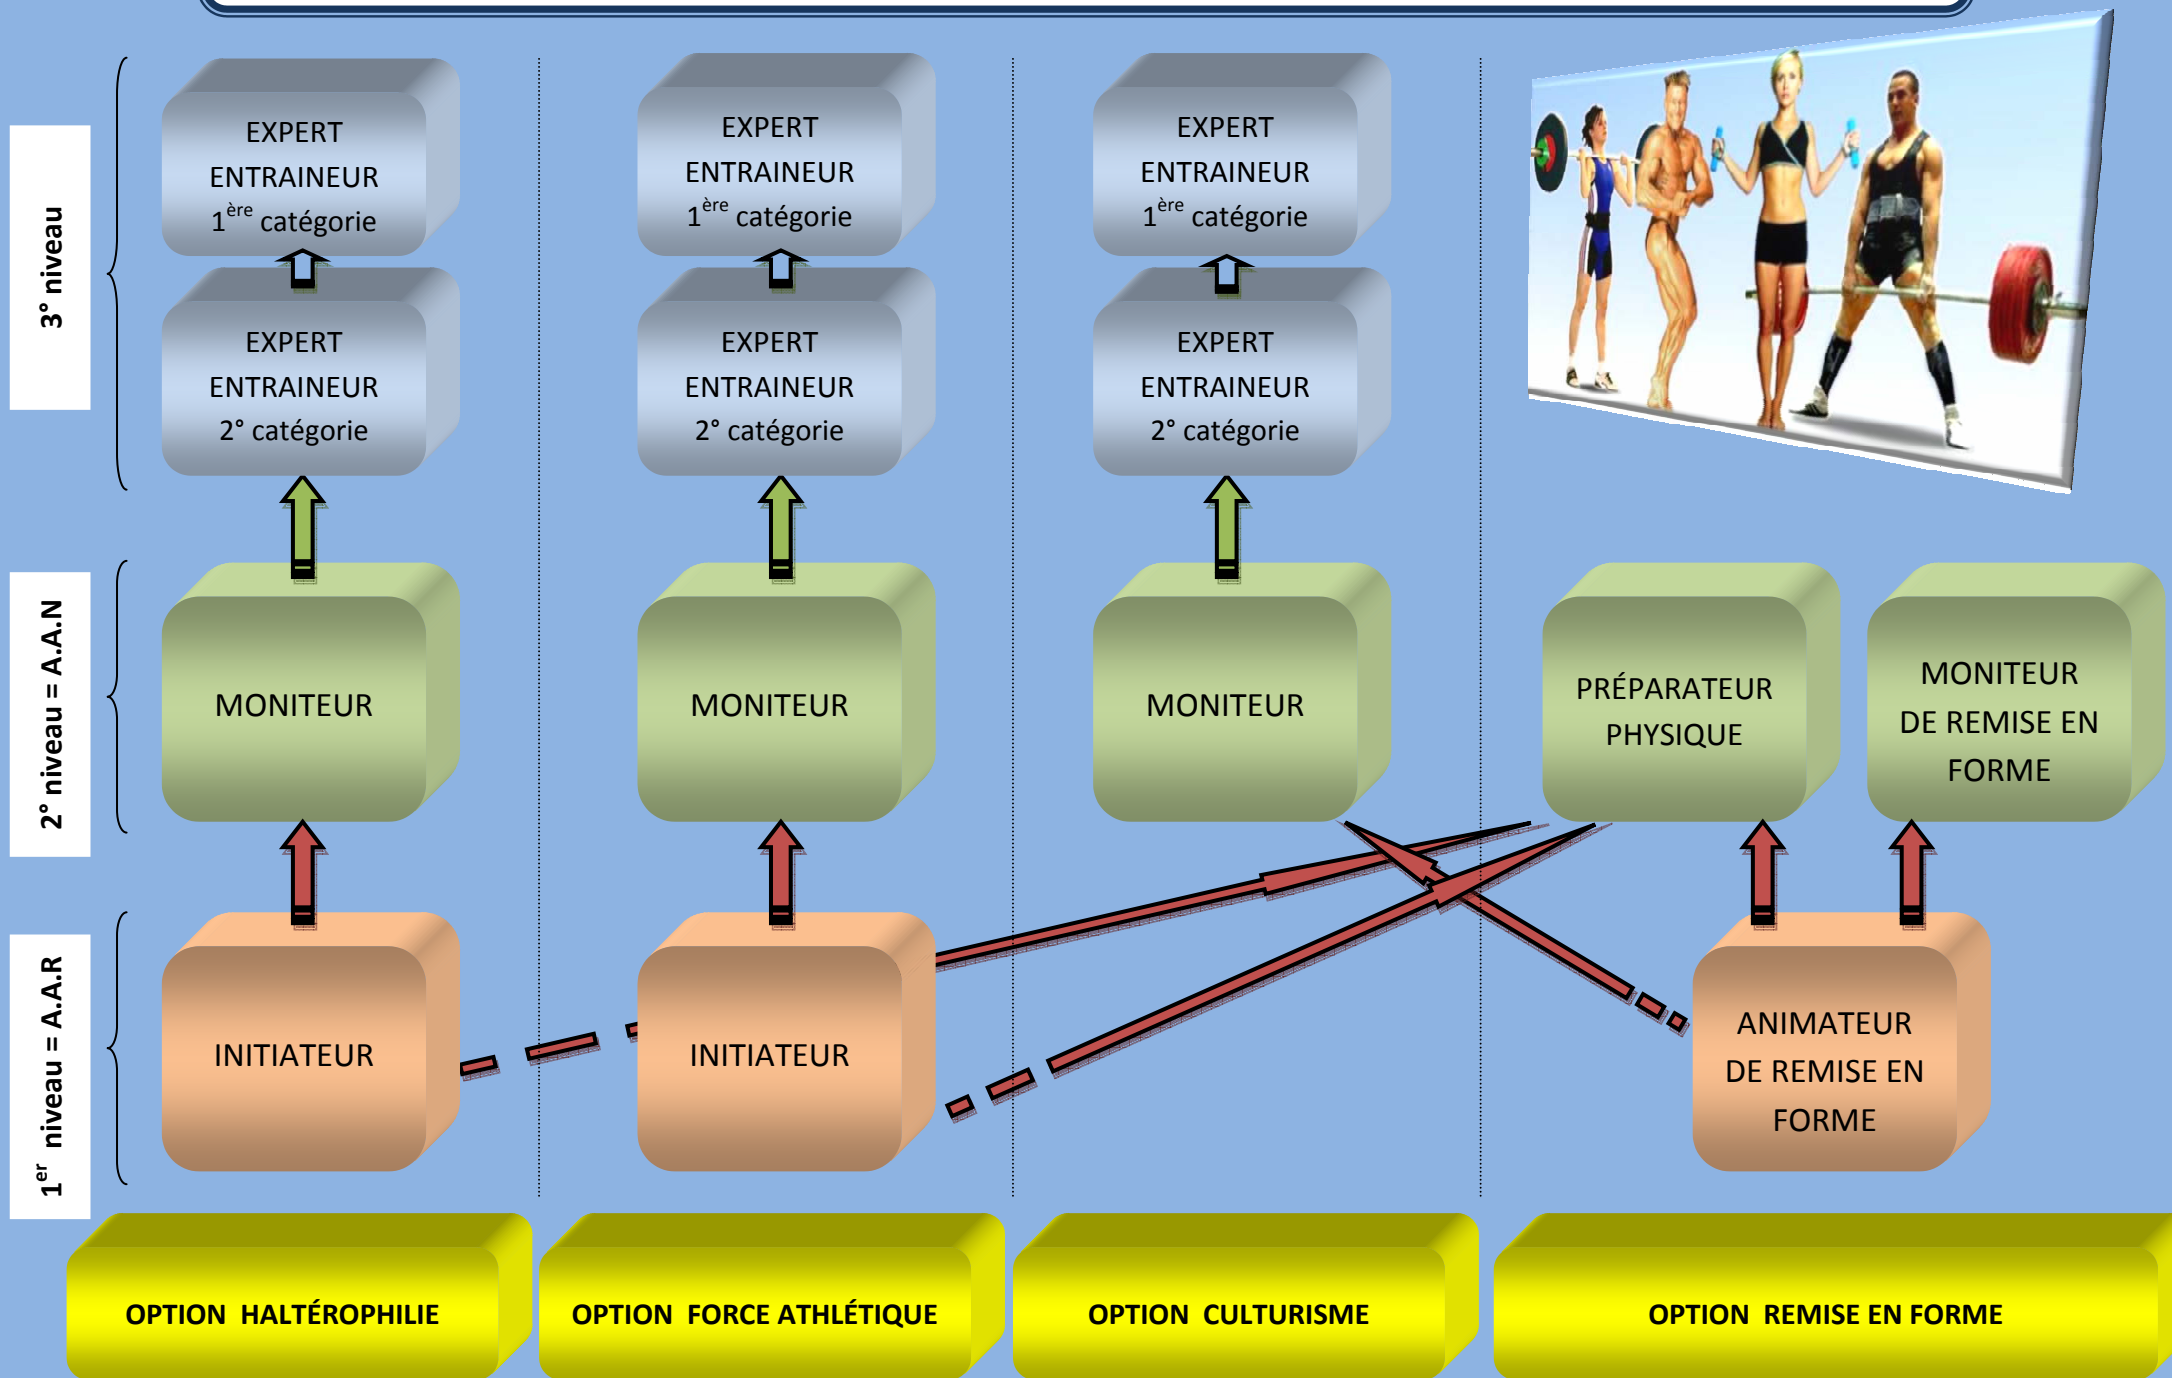 3° niveau
EXPERT
ENTRAINEUR
1ère catégorie
EXPERT
ENTRAINEUR
1ère catégorie
EXPERT
ENTRAINEUR
1ère catégorie
EXPERT
ENTRAINEUR
2° catégorie
EXPERT
ENTRAINEUR
2° catégorie
EXPERT
ENTRAINEUR
2° catégorie
2° niveau = A.A.N
MONITEUR
MONITEUR
MONITEUR
PRÉPARATEUR
PHYSIQUE
MONITEUR
DE REMISE EN
FORME
1er niveau = A.A.R
INITIATEUR
INITIATEUR
ANIMATEUR
DE REMISE EN
FORME
OPTION HALTÉROPHILIE
OPTION FORCE ATHLÉTIQUE
OPTION CULTURISME
OPTION REMISE EN FORME